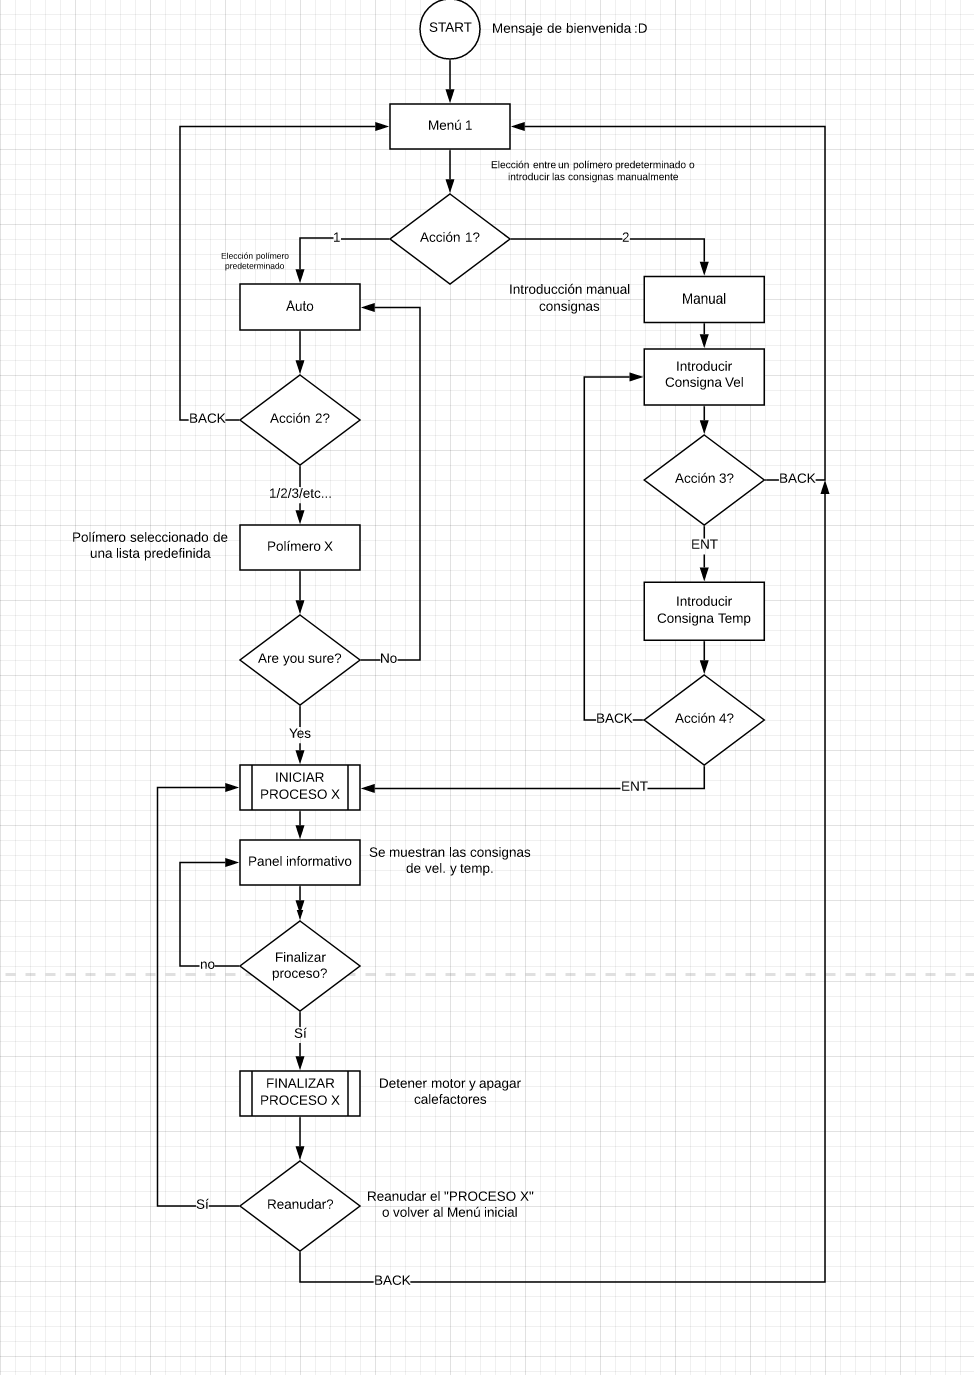 START
Mensaje de bienvenida :D
Menú 1
Elección entre un polímero predeterminado o
introducir las consignas manualmente
Acción 1?
1
2
Elección polímero
predeterminado
Auto
Introducción manual
consignas
Manual
Introducir
Consigna Vel
Acción 2?
BACK
Acción 3?
BACK
1/2/3/etc...
Polímero seleccionado de
una lista predefinida
Polímero X
ENT
Introducir
Consigna Temp
Are you sure?
No
Acción 4?
BACK
Yes
INICIAR
PROCESO X
ENT
Panel informativo
Se muestran las consignas
de vel. y temp.
Finalizar
proceso?
no
Sí
FINALIZAR
PROCESO X
Detener motor y apagar
calefactores
Reanudar?
Sí
Reanudar el "PROCESO X"
o volver al Menú inicial
BACK